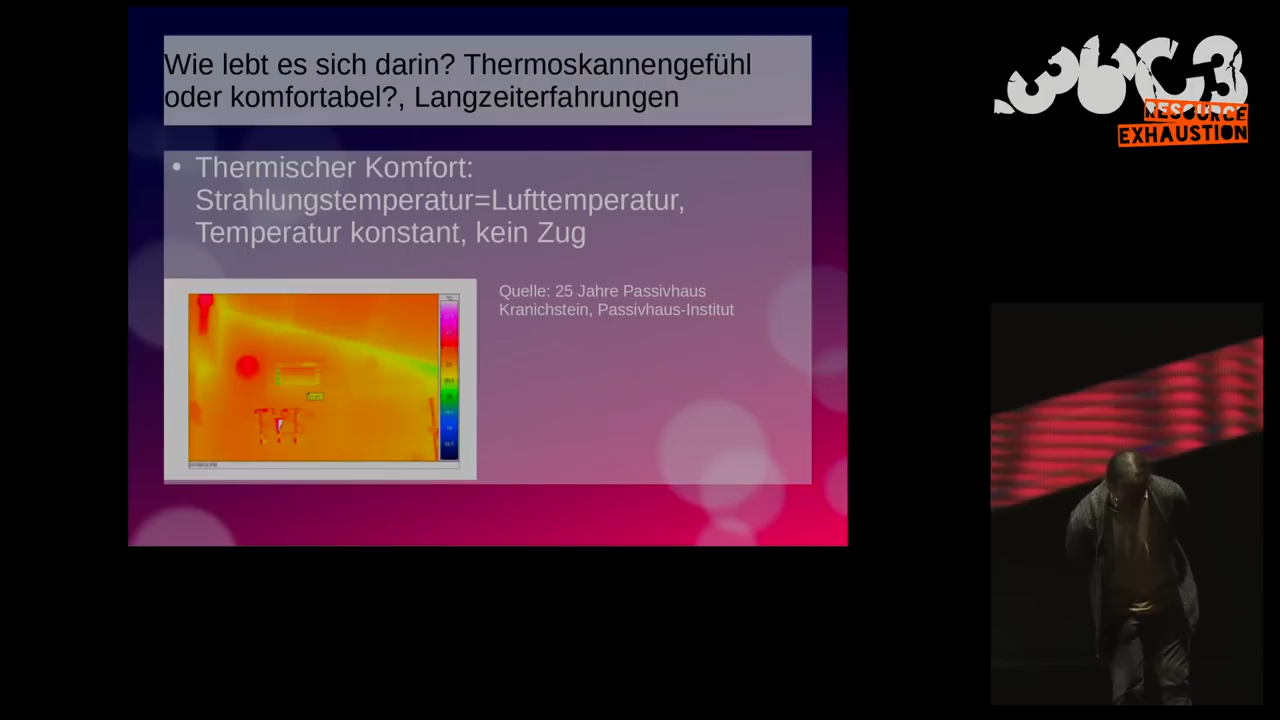 Wie lebt es sich darin? Thermoskannengefühl
oder komfortabel?, Langzeiterfahrungen
• Thermischer Komfort:
Strahlungstemperatur=Lufttemperatur,
Temperatur konstant, kein Zug
Quelle: 25 Jahre Passivhaus
Kranichstein, Passivhaus-Institut
36C3
RESOURCE
EXHAUSTION